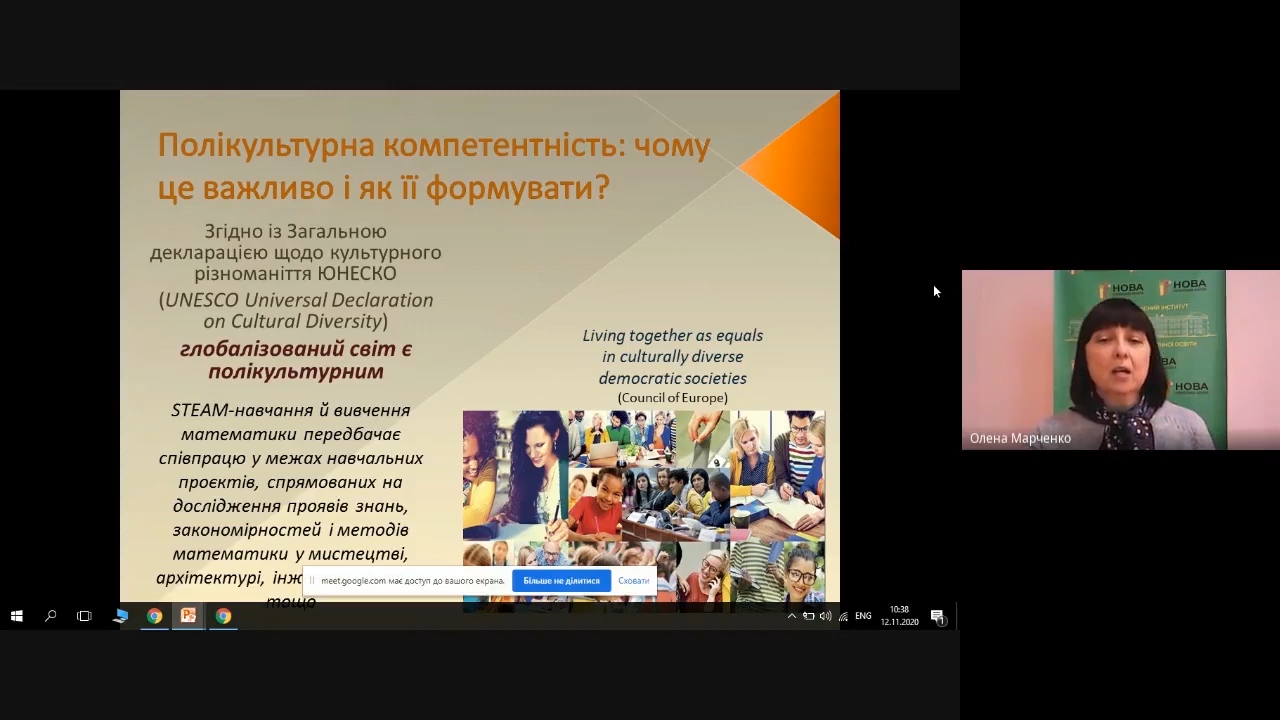 Полікультурна компетентність: чому
це важливо і як її формувати?
Згідно із Загальною
декларацією щодо культурного
різноманіття ЮНЕСКО
(UNESCO Universal Declaration
on Cultural Diversity)
глобалізований світ є
полікультурним
STEAM-навчання й вивчення
математики передбачає
співпрацю у межах навчальних
проєктів, спрямованих на
дослідження проявів знань,
закономірностей і методів
математики у мистецтві,
архітектурі, інж
тощо
Living together as equals
in culturally diverse
democratic societies
(Council of Europe)
meet.google.com має доступ до вашого екрана.
Більше не ділитися
Сховати
ENG
10:38
12.11.2020
1
НОВА
НОВА
НОВА
Олена Марченко